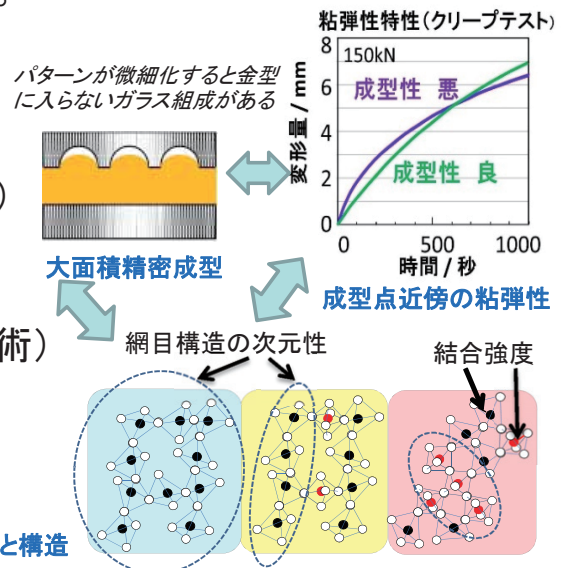 。
粘弾性特性(クリープテスト)
パターンが微細化すると金型
に入らないガラス組成がある
8
6
4
2
0
変形量 / mm
150kN
成型性 悪
成型性 良
0 500 1000
時間 / 秒
)
大面積精密成型
成型点近傍の粘弾性
術)
網目構造の次元性
結合強度
と構造